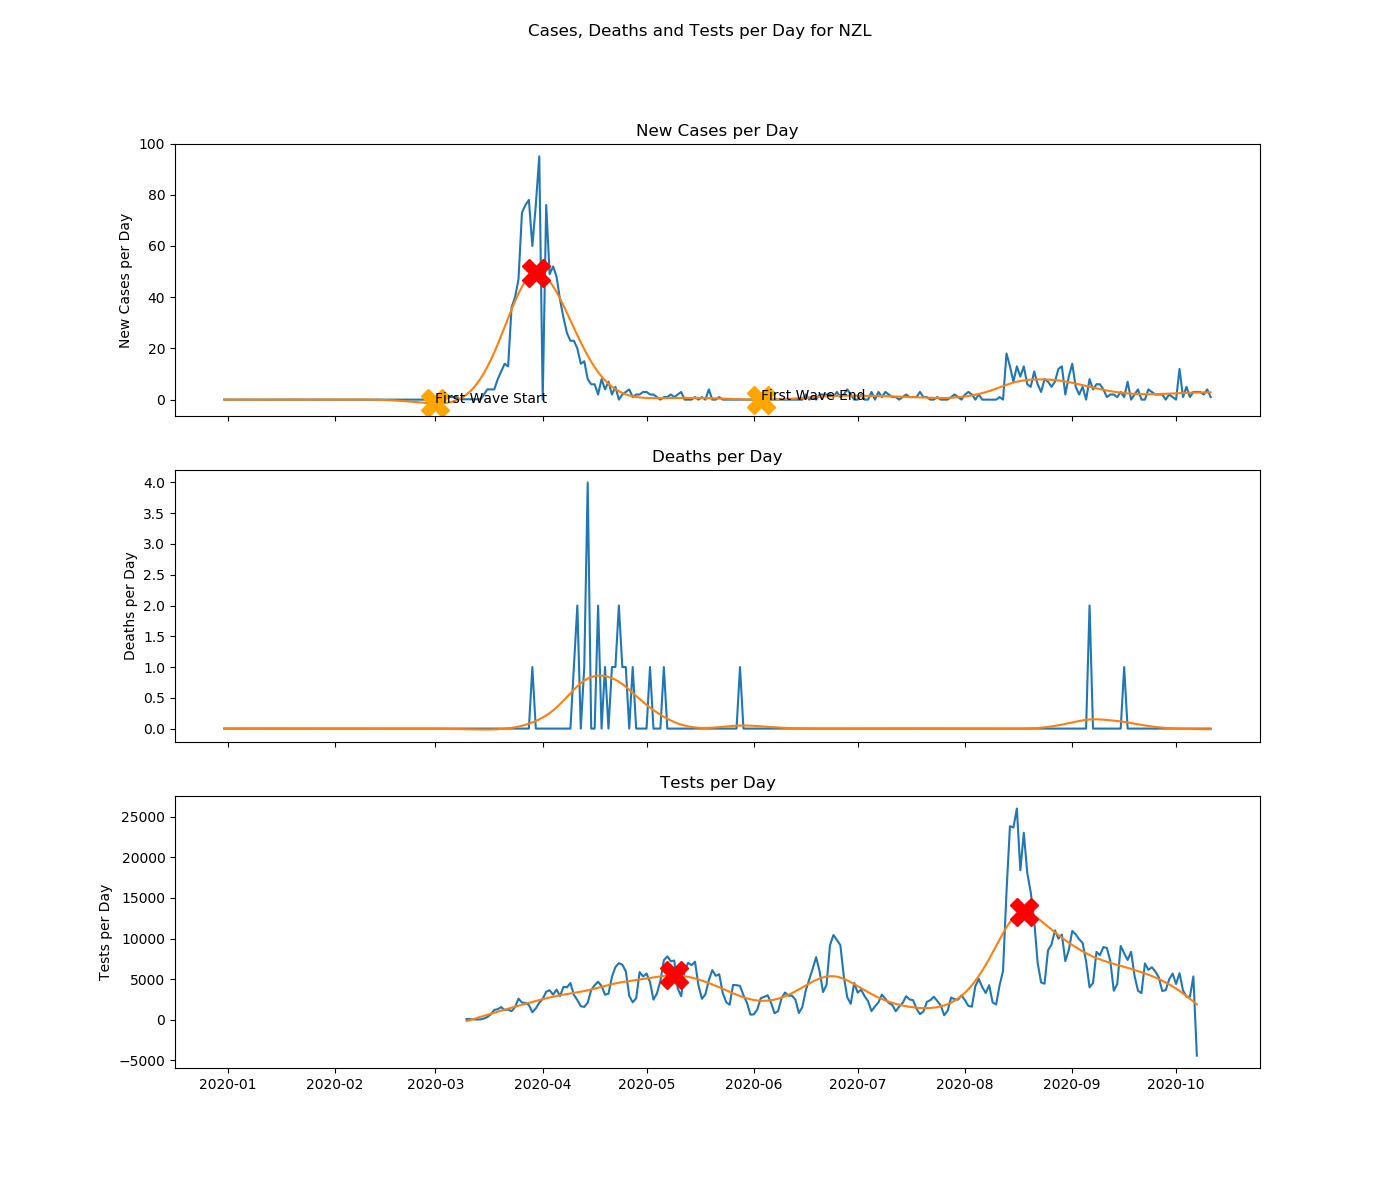 Cases, Deaths and Tests per Day for NZL
New Cases per Day
New Cases per Day
100
80
60
40
20
0
First Wave Start
First Wave End
Deaths per Day
Deaths per Day
4.0
3.5
3.0
2.5
2.0
1.5
1.0
0.5
0.0
Tests per Day
Tests per Day
25000
20000
15000
10000
5000
0
−5000
2020-01 2020-02 2020-03 2020-04 2020-05 2020-06 2020-07 2020-08 2020-09 2020-10